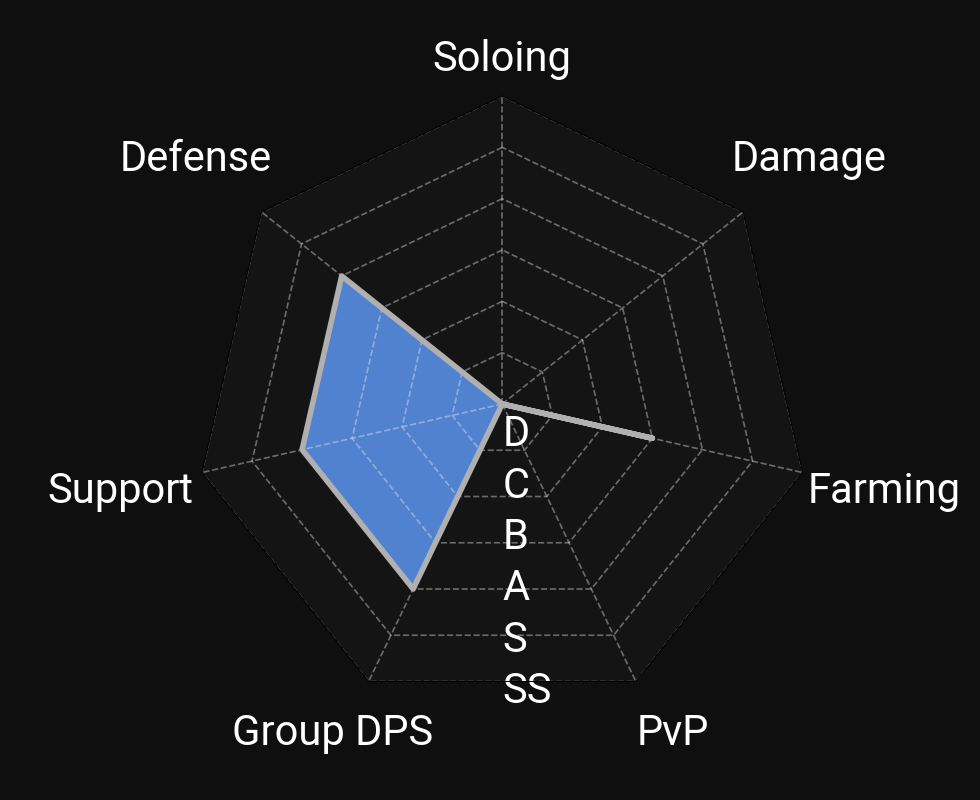 Soloing
Defense
Damage
D
C
Support
Farming
B
A
S
SS
Group DPS
PvP